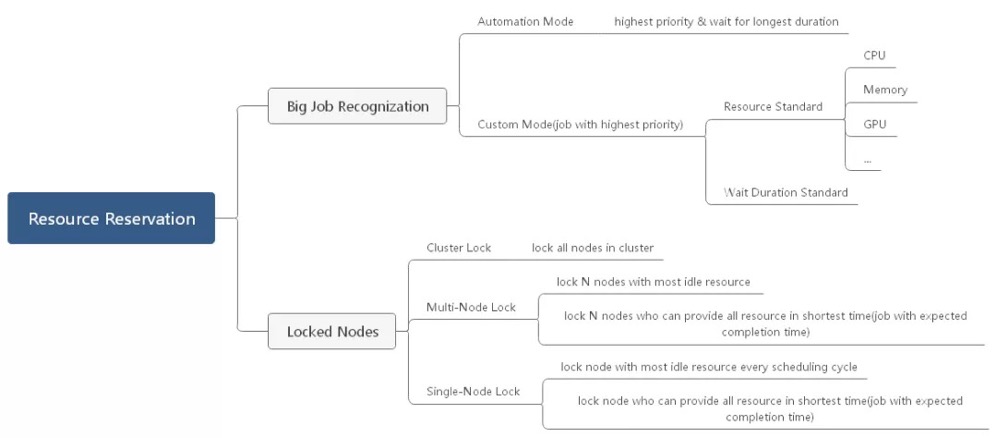 Automation Mode
highest priority & wait for longest duration
CPU
Memory
Big Job Recognization
Resource Standard
Custom Mode(job with highest priority)
GPU
...
Wait Duration Standard
Resource Reservation
Cluster Lock
lock all nodes in cluster
lock N nodes with most idle resource
Multi-Node Lock
lock N nodes who can provide all resource in shortest time(job with expected
completion time)
Locked Nodes
lock node with most idle resource every scheduling cycle
Single-Node Lock
lock node who can provide all resource in shortest time(job with expected
completion time)